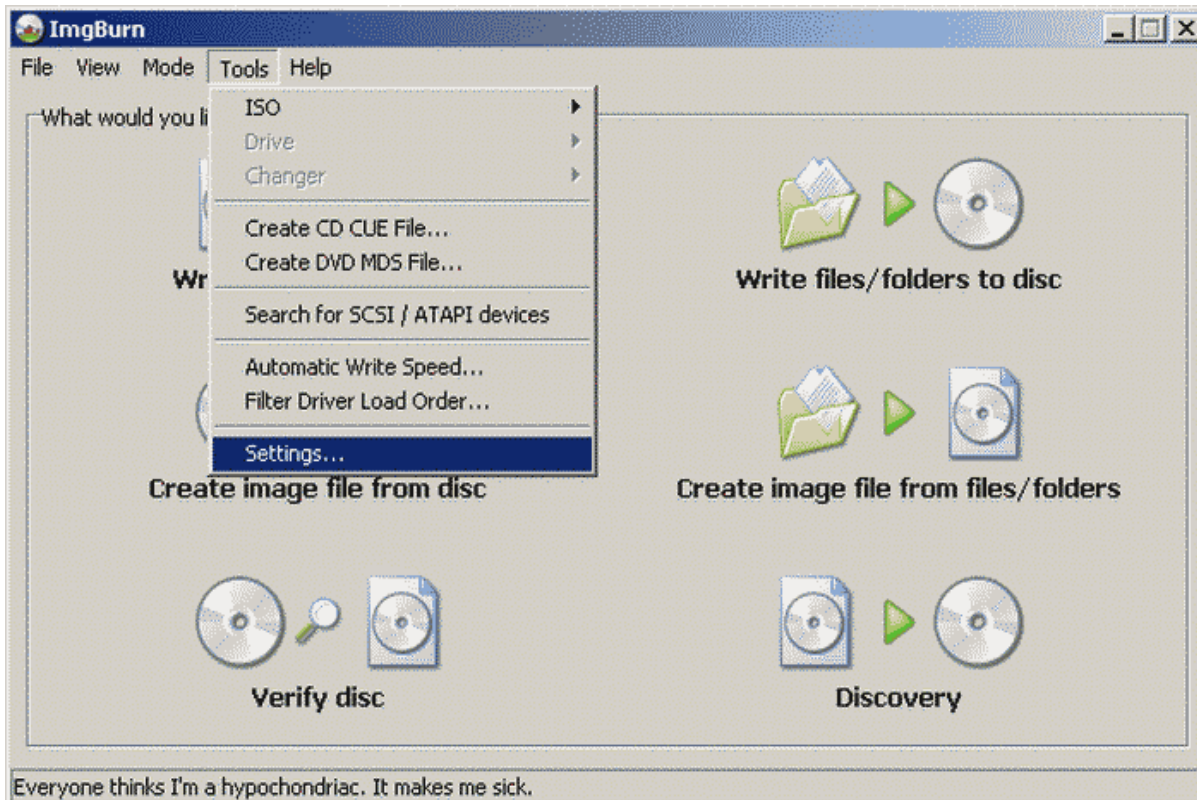 ImgBurn
File View Mode Tools Help
What would you li
ISO
Drive
Changer
Create CD CUE File...
Create DVD MDS File...
Search for SCSI / ATAPI devices
Automatic Write Speed...
Filter Driver Load Order...
Settings...
Wr
Write files/folders to disc
Create image file from disc
Create image file from files/folders
Verify disc
Discovery
Everyone thinks I'm a hypochondriac. It makes me sick.